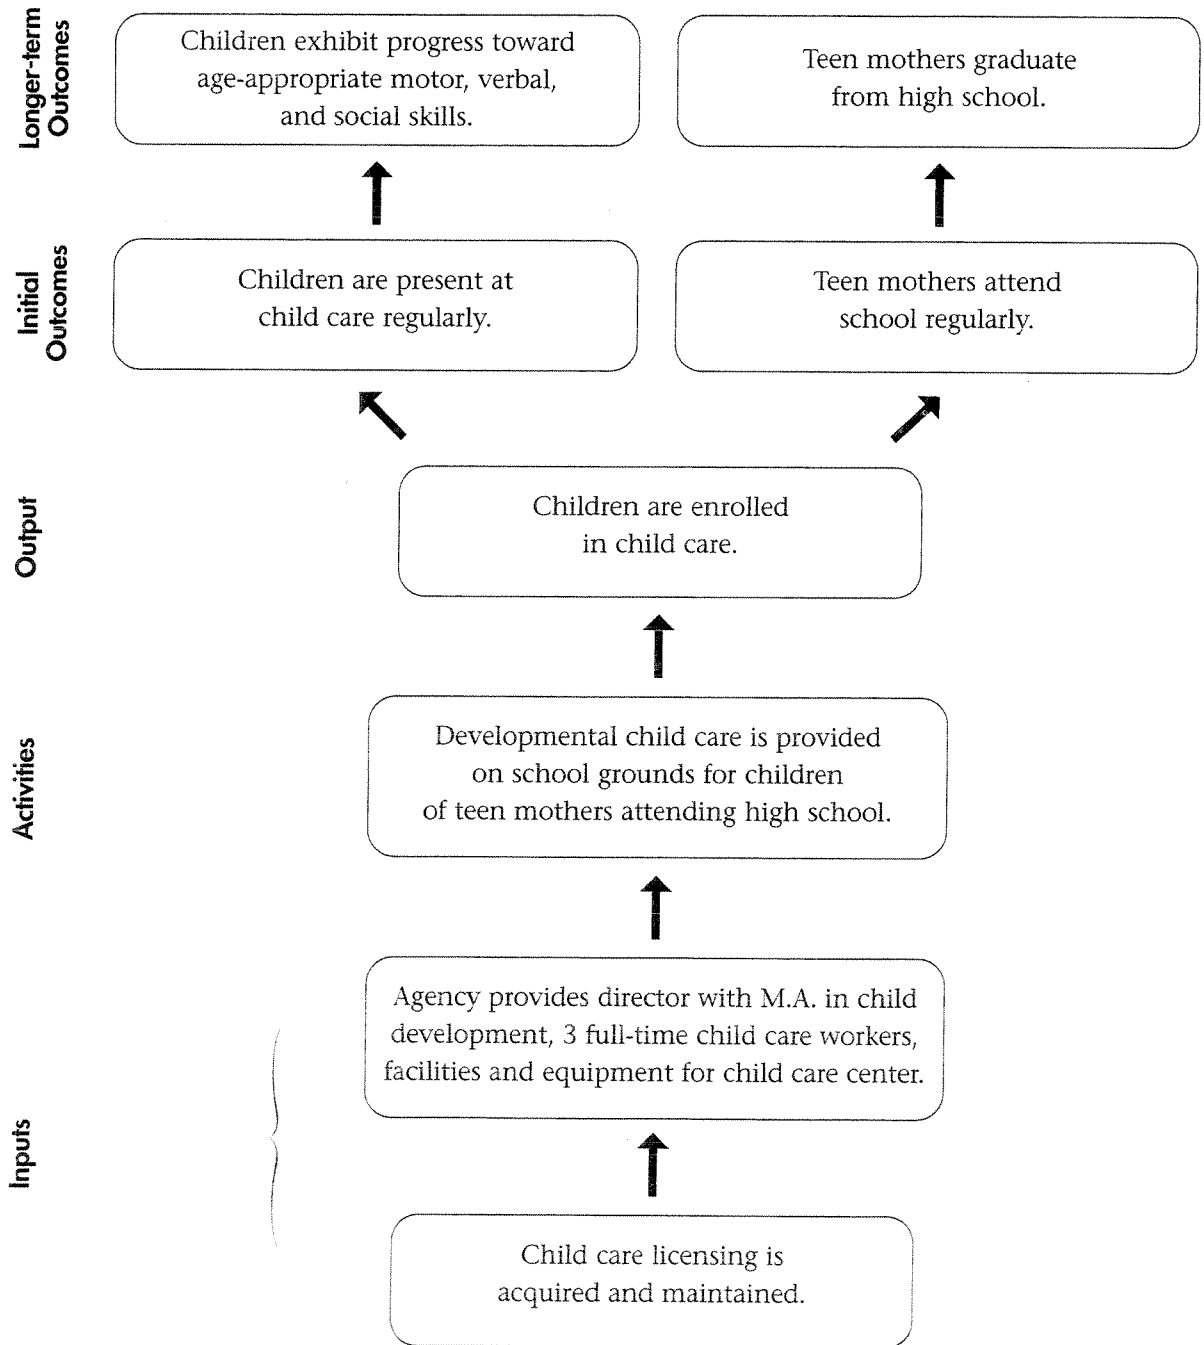 Longer-term
Outcomes
Children exhibit progress toward
age-appropriate motor, verbal,
and social skills.
Teen mothers graduate
from high school.
Initial
Outcomes
Children are present at
child care regularly.
Teen mothers attend
school regularly.
Output
Children are enrolled
in child care.
Activities
Developmental child care is provided
on school grounds for children
of teen mothers attending high school.
Inputs
Agency provides director with M.A. in child
development, 3 full-time child care workers,
facilities and equipment for child care center.
Child care licensing is
acquired and maintained.